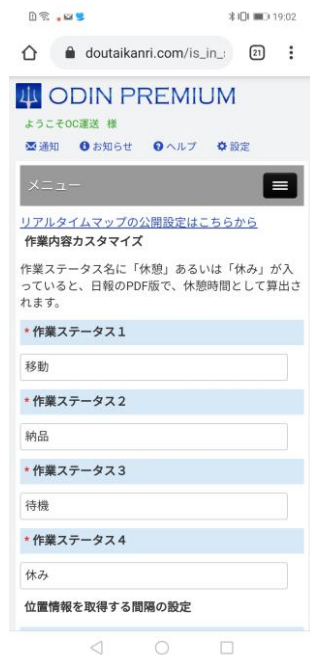 19:02
doutaikanri.com/is_in_
21
ODIN PREMIUM
ようこそOC運送 様
通知 お知らせ ヘルプ 設定
メニュー
リアルタイムマップの公開設定はこちらから
作業内容カスタマイズ
作業ステータス名に「休憩」あるいは「休み」が入
っていると、日報のPDF版で、休憩時間として算出さ
れます。
* 作業ステータス1
移動
* 作業ステータス2
納品
* 作業ステータス3
待機
* 作業ステータス4
休み
位置情報を取得する間隔の設定